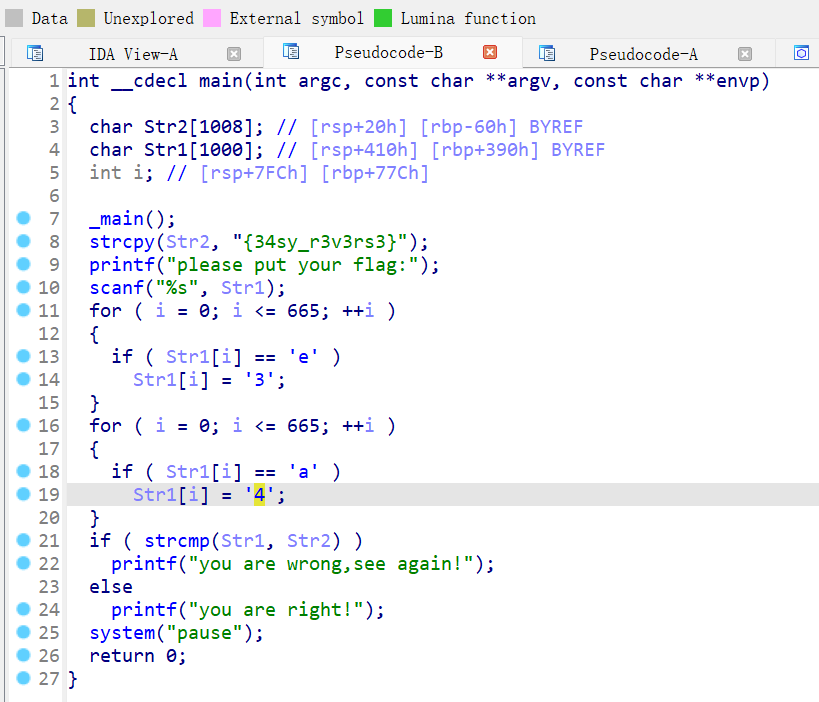 Data Unexplored External symbol Lumina function
IDA View-A Pseudocode-B Pseudocode-A
1 int __cdecl main(int argc, const char **argv, const char **envp)
2 {
3   char Str2[1008]; // [rsp+20h] [rbp-60h] BYREF
4   char Str1[1000]; // [rsp+410h] [rbp+390h] BYREF
5   int i; // [rsp+7FCh] [rbp+77Ch]
6
7   _main();
8   strcpy(Str2, "{34sy_r3v3rs3}");
9   printf("please put your flag:");
10   scanf("%s", Str1);
11   for ( i = 0; i <= 665; ++i )
12   {
13     if ( Str1[i] == 'e' )
14       Str1[i] = '3';
15   }
16   for ( i = 0; i <= 665; ++i )
17   {
18     if ( Str1[i] == 'a' )
19       Str1[i] = '4';
20   }
21   if ( strcmp(Str1, Str2) )
22     printf("you are wrong,see again!");
23   else
24     printf("you are right!");
25   system("pause");
26   return 0;
27 }